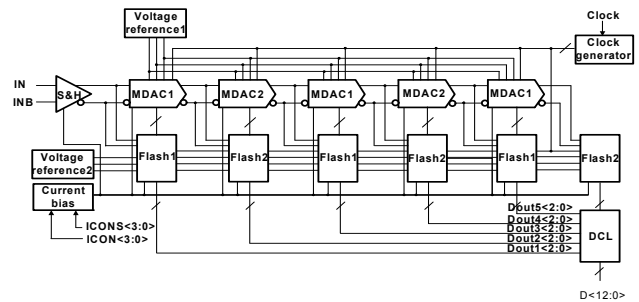 Voltage
reference1
Clock
Clock
generator
IN
INB
S&H
MDAC1
MDAC2
MDAC1
MDAC2
MDAC1
Flash1
Flash2
Flash1
Flash2
Flash1
Flash2
Voltage
reference2
Current
bias
ICONS<3:0>
ICON<3:0>
Dout5<2:0>
Dout4<2:0>
Dout3<2:0>
Dout2<2:0>
Dout1<2:0>
DCL
D<12:0>